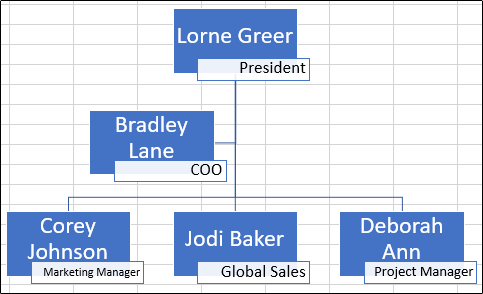 Lorne Greer
President
Bradley
Lane
COO
Corey
Johnson
Marketing Manager
Jodi Baker
Global Sales
Deborah
Ann
Project Manager